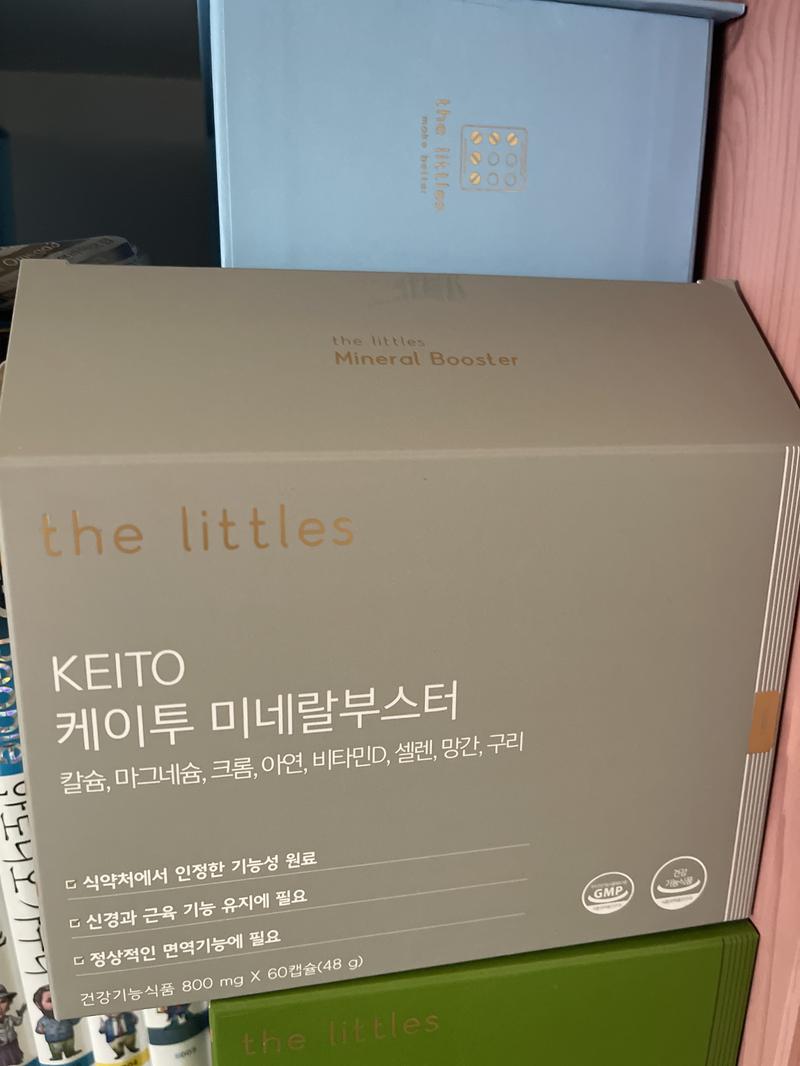 the littles
make better
the littles
Mineral Booster
the littles
KEITO
케이투 미네랄부스터
칼슘, 마그네슘, 크롬, 아연, 비타민D, 셀렌, 망간, 구리
식약처에서 인정한 기능성 원료
신경과 근육 기능 유지에 필요
정상적인 면역기능에 필요
건강기능식품 800 mg X 60캡슐(48 g)
GMP
건강
기능식품
the littles